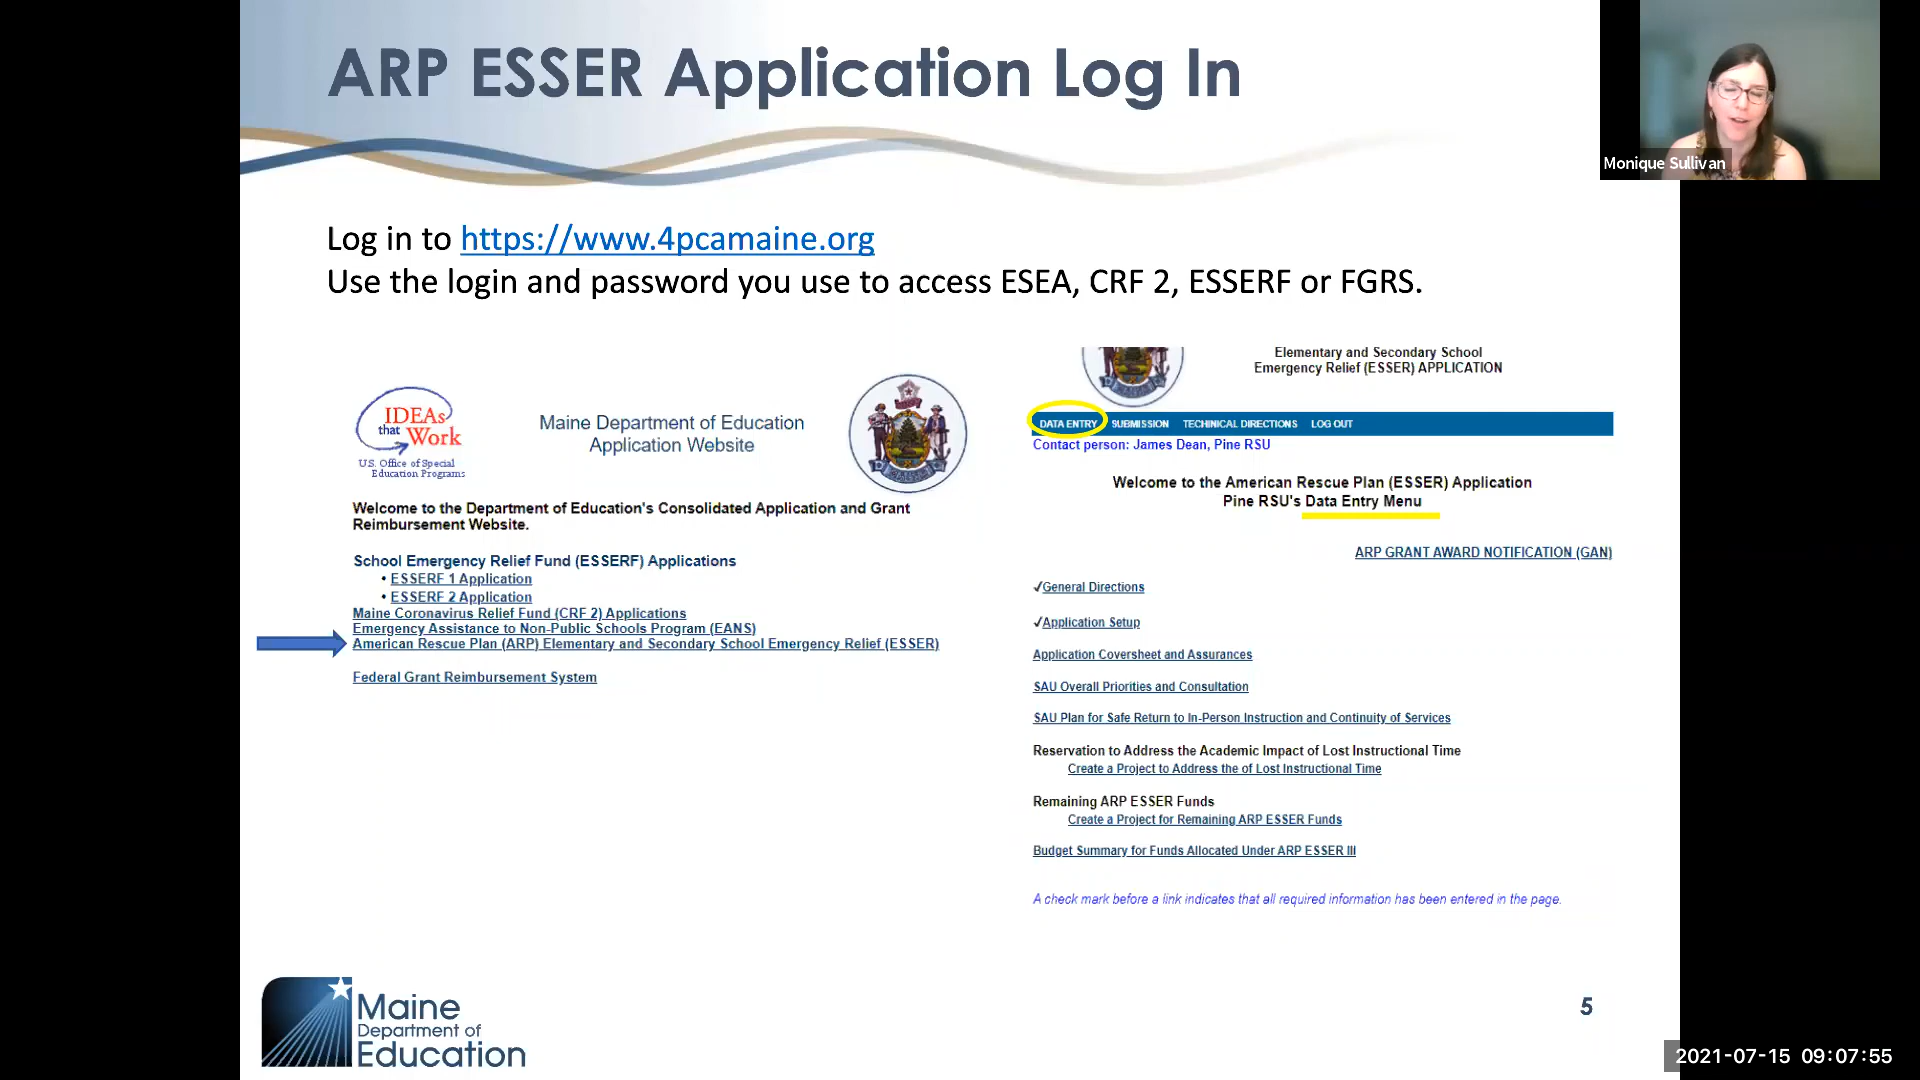 ARP ESSER Application Log In
Monique Sullivan
Log in to https://www.4pcamaine.org
Use the login and password you use to access ESEA, CRF 2, ESSERF or FGRS.
IDEAs
that Work
U.S. Office of Special
Education Programs
Maine Department of Education
Application Website
Welcome to the Department of Education's Consolidated Application and Grant
Reimbursement Website.
School Emergency Relief Fund (ESSERF) Applications
• ESSERF 1 Application
• ESSERF 2 Application
Maine Coronavirus Relief Fund (CRF 2) Applications
Emergency Assistance to Non-Public Schools Program (EANS)
American Rescue Plan (ARP) Elementary and Secondary School Emergency Relief (ESSER)
Federal Grant Reimbursement System
Elementary and Secondary School
Emergency Relief (ESSER) APPLICATION
DATA ENTRY SUBMISSION TECHINICAL DIRECTIONS LOG OUT
Contact person: James Dean, Pine RSU
Welcome to the American Rescue Plan (ESSER) Application
Pine RSU's Data Entry Menu
ARP GRANT AWARD NOTIFICATION (GAN)
✓General Directions
✓Application Setup
Application Coversheet and Assurances
SAU Overall Priorities and Consultation
SAU Plan for Safe Return to In-Person Instruction and Continuity of Services
Reservation to Address the Academic Impact of Lost Instructional Time
Create a Project to Address the of Lost Instructional Time
Remaining ARP ESSER Funds
Create a Project for Remaining ARP ESSER Funds
Budget Summary for Funds Allocated Under ARP ESSER III
A check mark before a link indicates that all required information has been entered in the page.
Maine
Department of
Education
5
2021-07-15 09:07:55